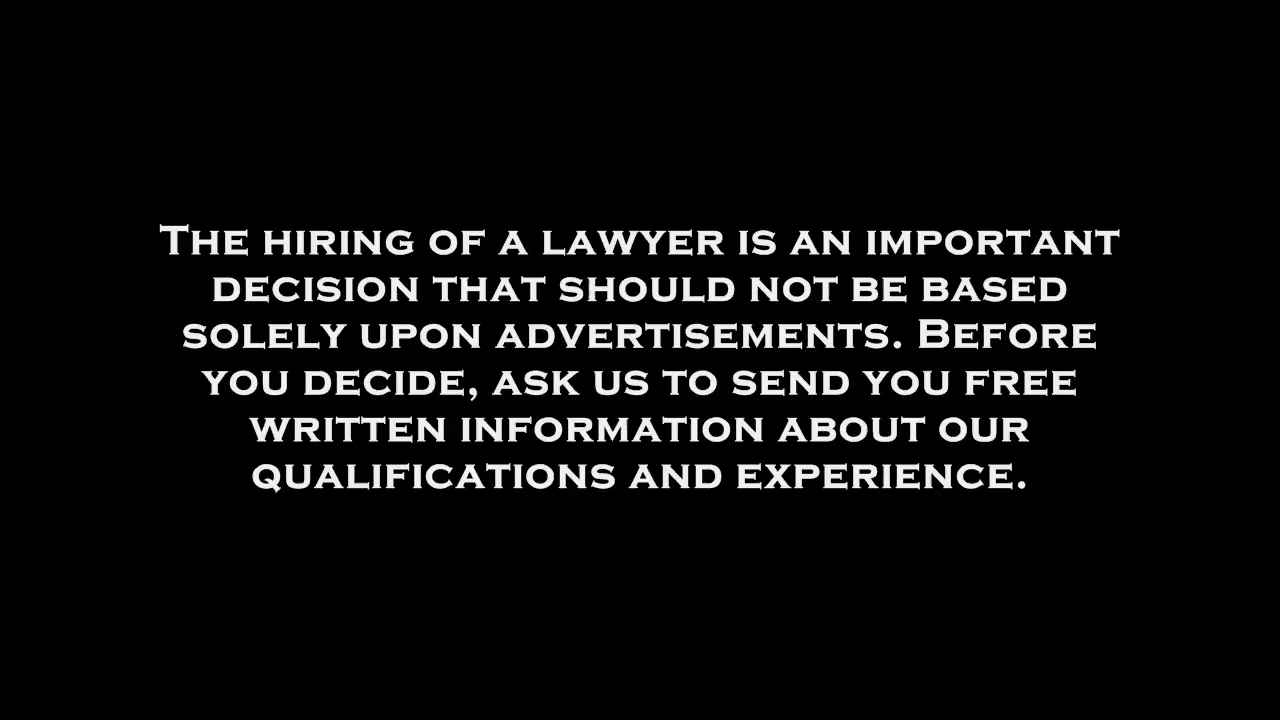 The hiring of a lawyer is an important
decision that should not be based
solely upon advertisements. Before
you decide, ask us to send you free
written information about our
qualifications and experience.